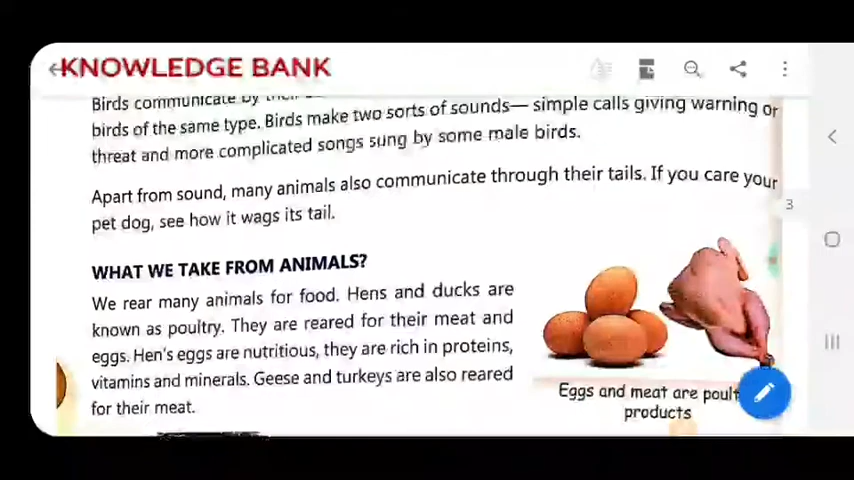 KNOWLEDGE BANK
Birds communicate by their
birds of the same type. Birds make two sorts of sounds— simple calls giving warning or
threat and more complicated songs sung by some male birds.
Apart from sound, many animals also communicate through their tails. If you care your
pet dog, see how it wags its tail.
3
WHAT WE TAKE FROM ANIMALS?
We rear many animals for food. Hens and ducks are
known as poultry. They are reared for their meat and
eggs. Hen's eggs are nutritious, they are rich in proteins,
vitamins and minerals. Geese and turkeys are also reared
for their meat.
Eggs and meat are poult
products